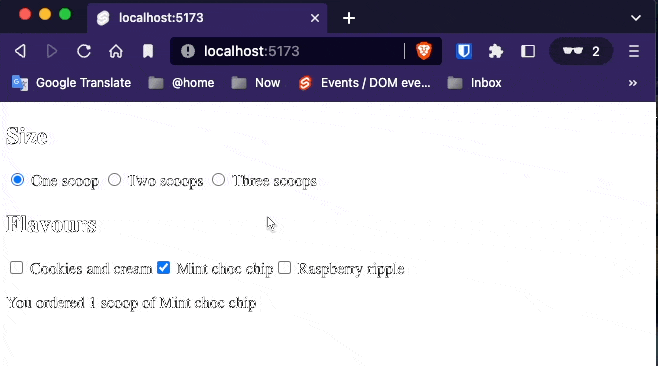 localhost:5173
localhost:5173
2
Google Translate @home Now Events / DOM eve... Inbox
Size
One scoop Two scoops Three scoops
Flavours
Cookies and cream Mint choc chip Raspberry ripple
You ordered 1 scoop of Mint choc chip